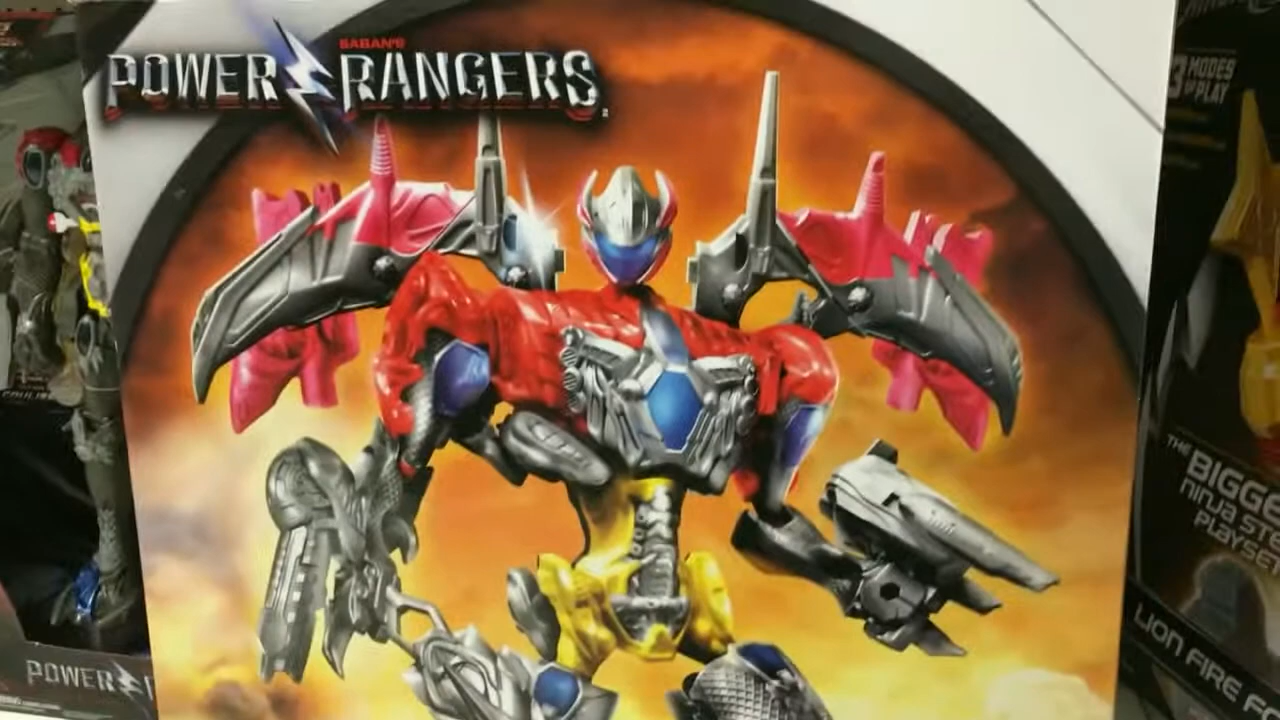 SABAN'S
POWER RANGERS
3 MODES
OF PLAY
THE
BIGGE
NINJA STE
PLAYSET
LION FIRE FO
POWER